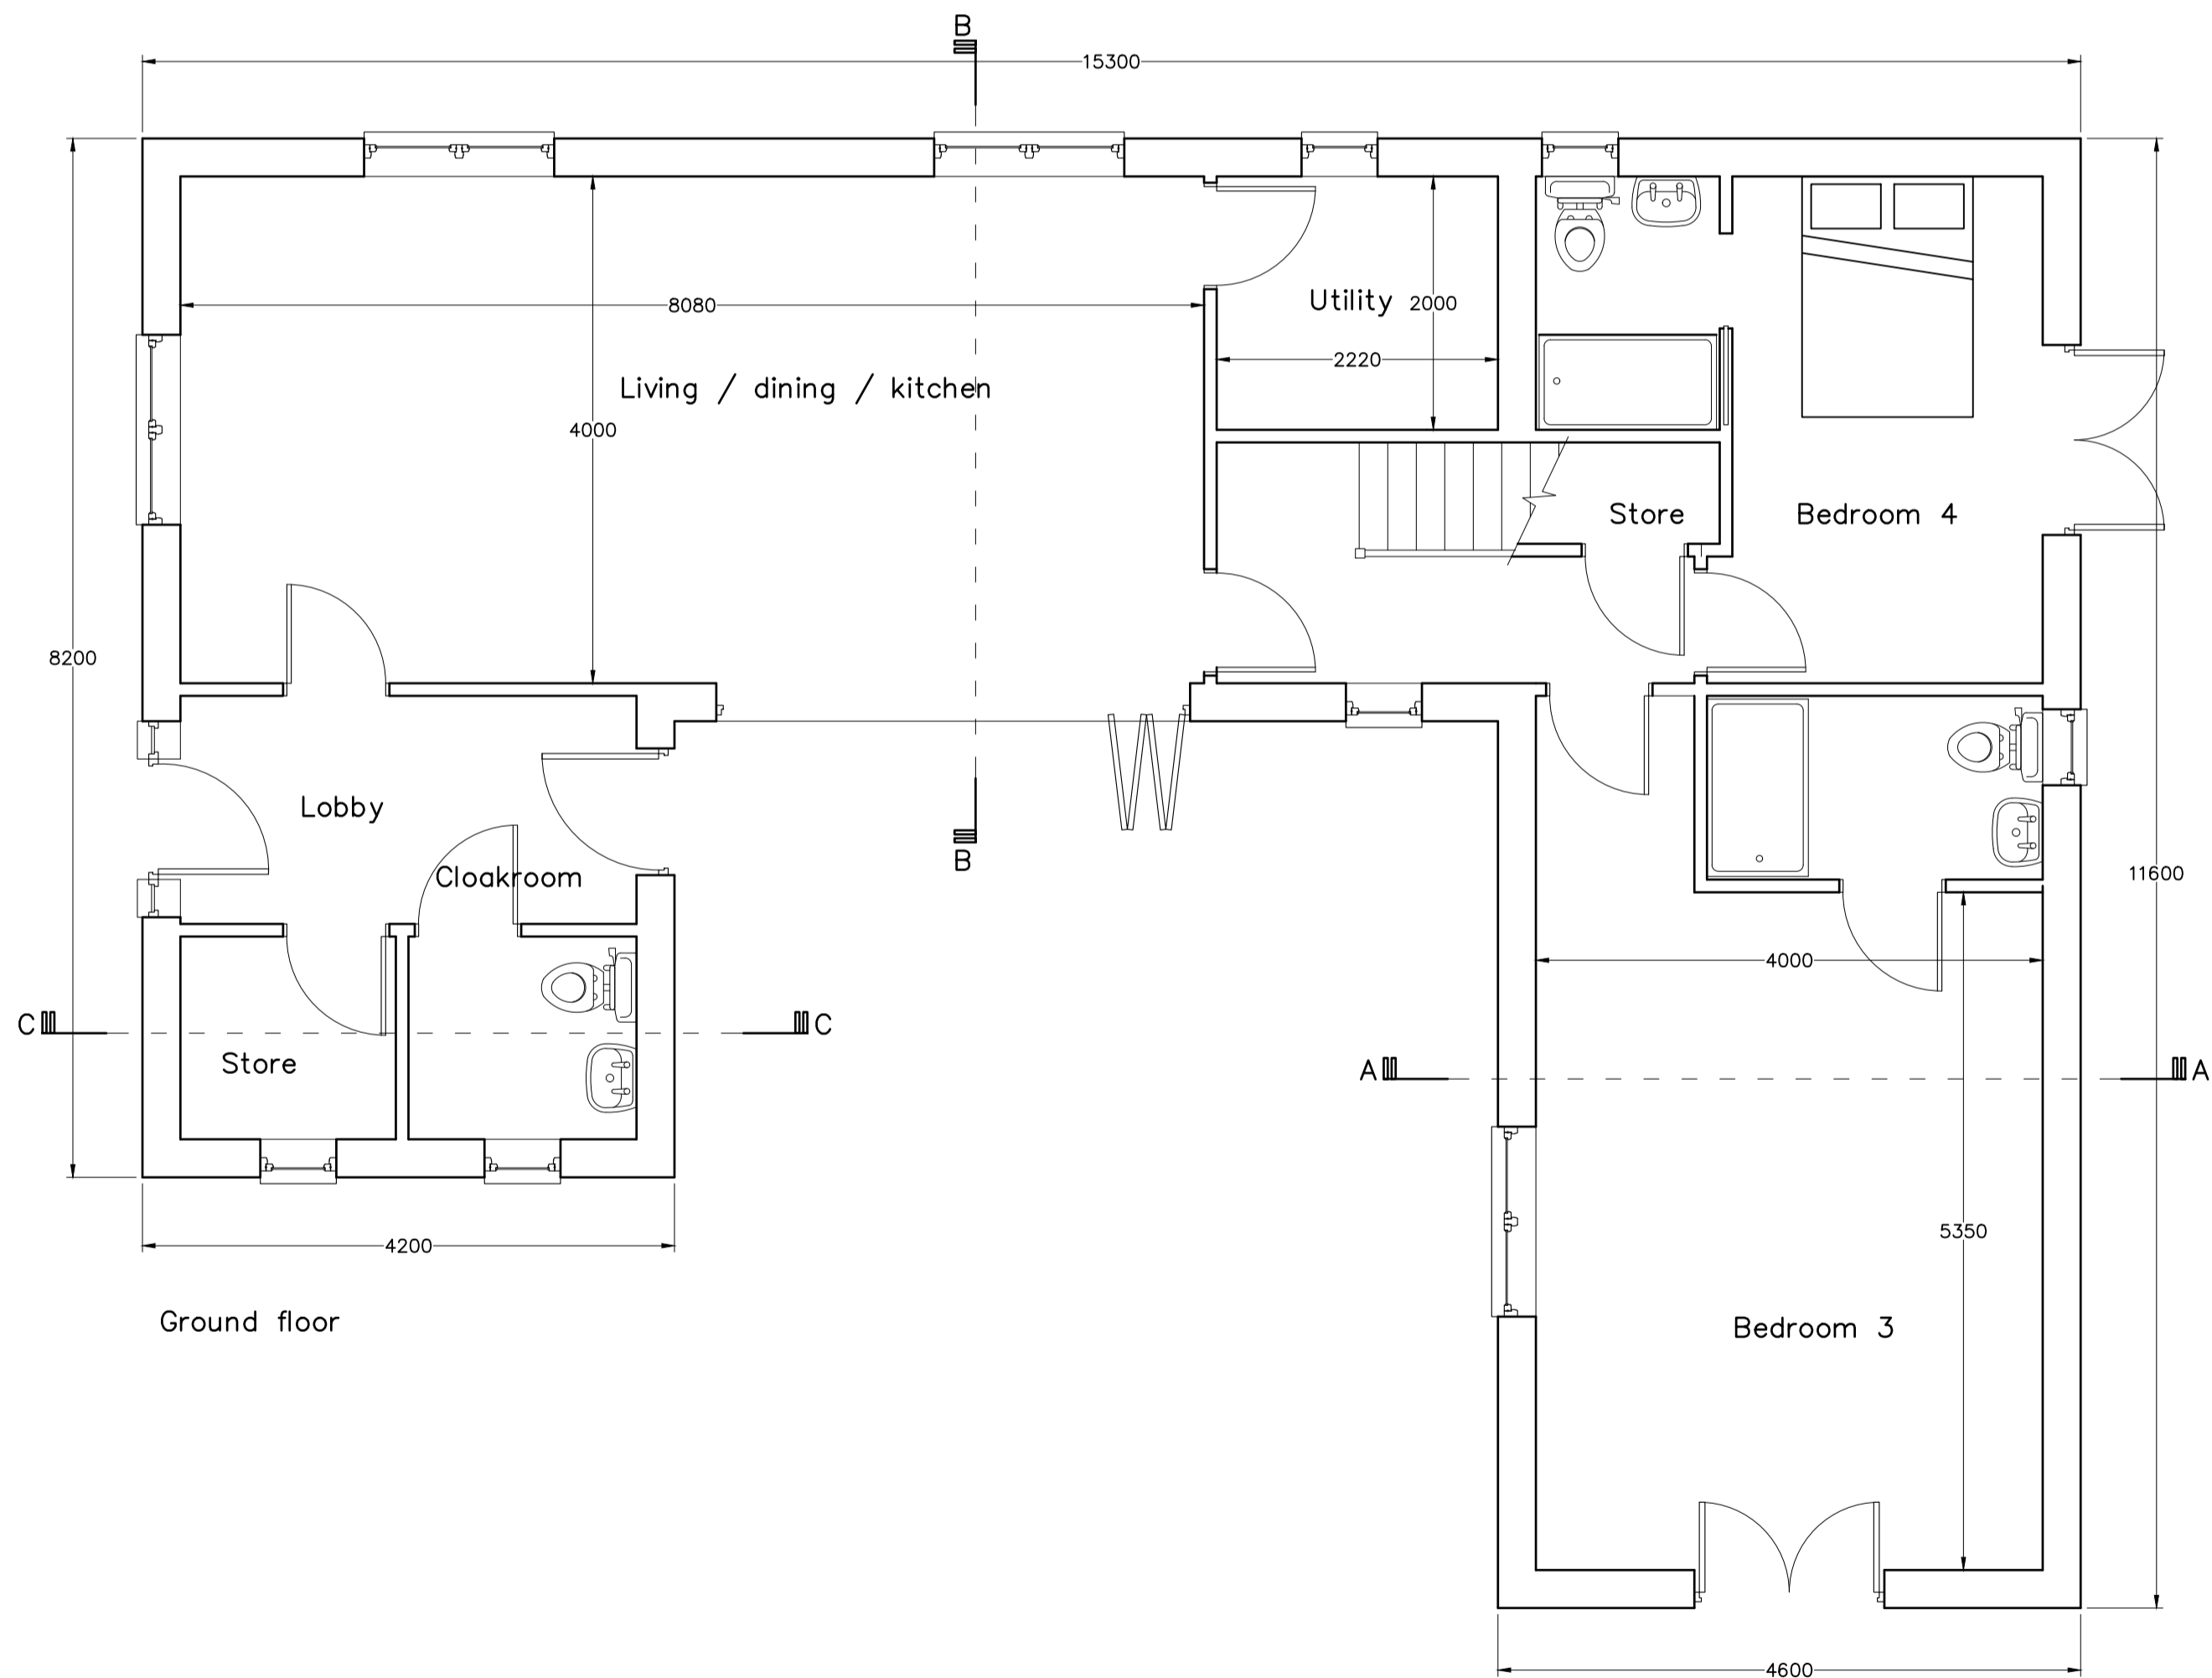 B
15300
8080
Utility 2000
2220
Living / dining / kitchen
4000
Store
Bedroom 4
8200
Lobby
B
Cloakroom
11600
4000
C
C
Store
A
A
5350
4200
Ground floor
Bedroom 3
4600